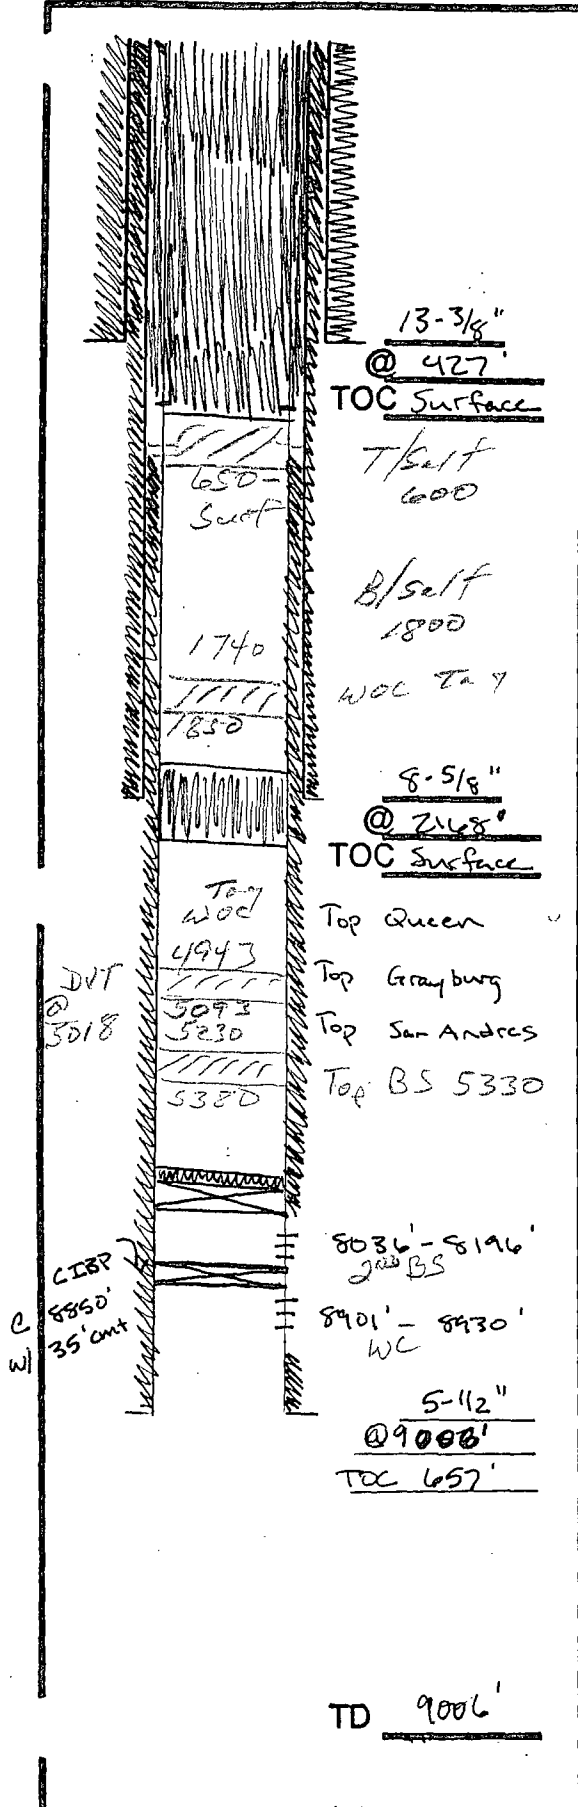 13-3/8"
@ 427'
TOC Surface
T/Salt
600
650-
Surf
B/Salt
1800
1740
WOC Tag
1850
8-5/8"
@ 2168'
TOC Surface
Tag
WOC
Top Queen
4943
Top Grayburg
DVT
@
5018
5093
5230
Top San Andres
5380
Top BS 5330
8036'-8196'
2nd BS
CIBP
8850'
35' cmt
8901'-8930'
WC
5-1/2"
TOC 657'
TD 9006'